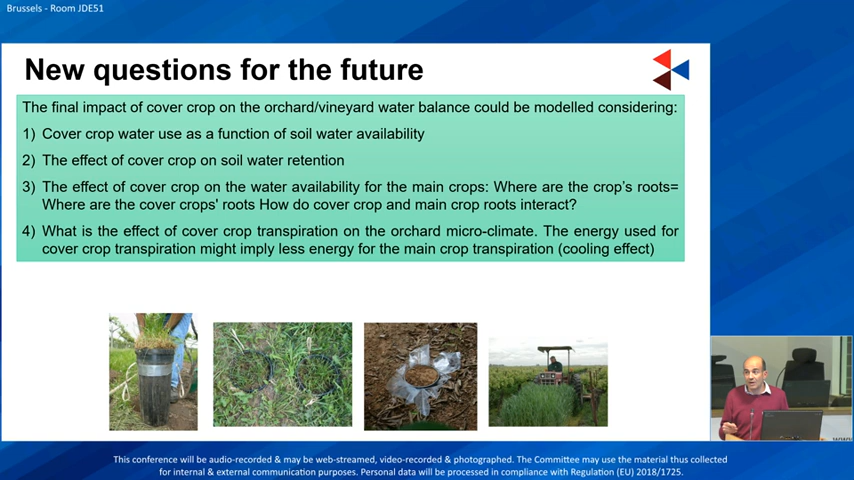 Brussels - Room JDE51
New questions for the future
The final impact of cover crop on the orchard/vineyard water balance could be modelled considering:
1) Cover crop water use as a function of soil water availability
2) The effect of cover crop on soil water retention
3) The effect of cover crop on the water availability for the main crops: Where are the crop's roots=
Where are the cover crops' roots How do cover crop and main crop roots interact?
4) What is the effect of cover crop transpiration on the orchard micro-climate. The energy used for
cover crop transpiration might imply less energy for the main crop transpiration (cooling effect)
This conference will be audio-recorded & may be web-streamed, video-recorded & photographed. The Committee may use the material thus collected
for internal & external communication purposes. Personal data will be processed in compliance with Regulation (EU) 2018/1725.